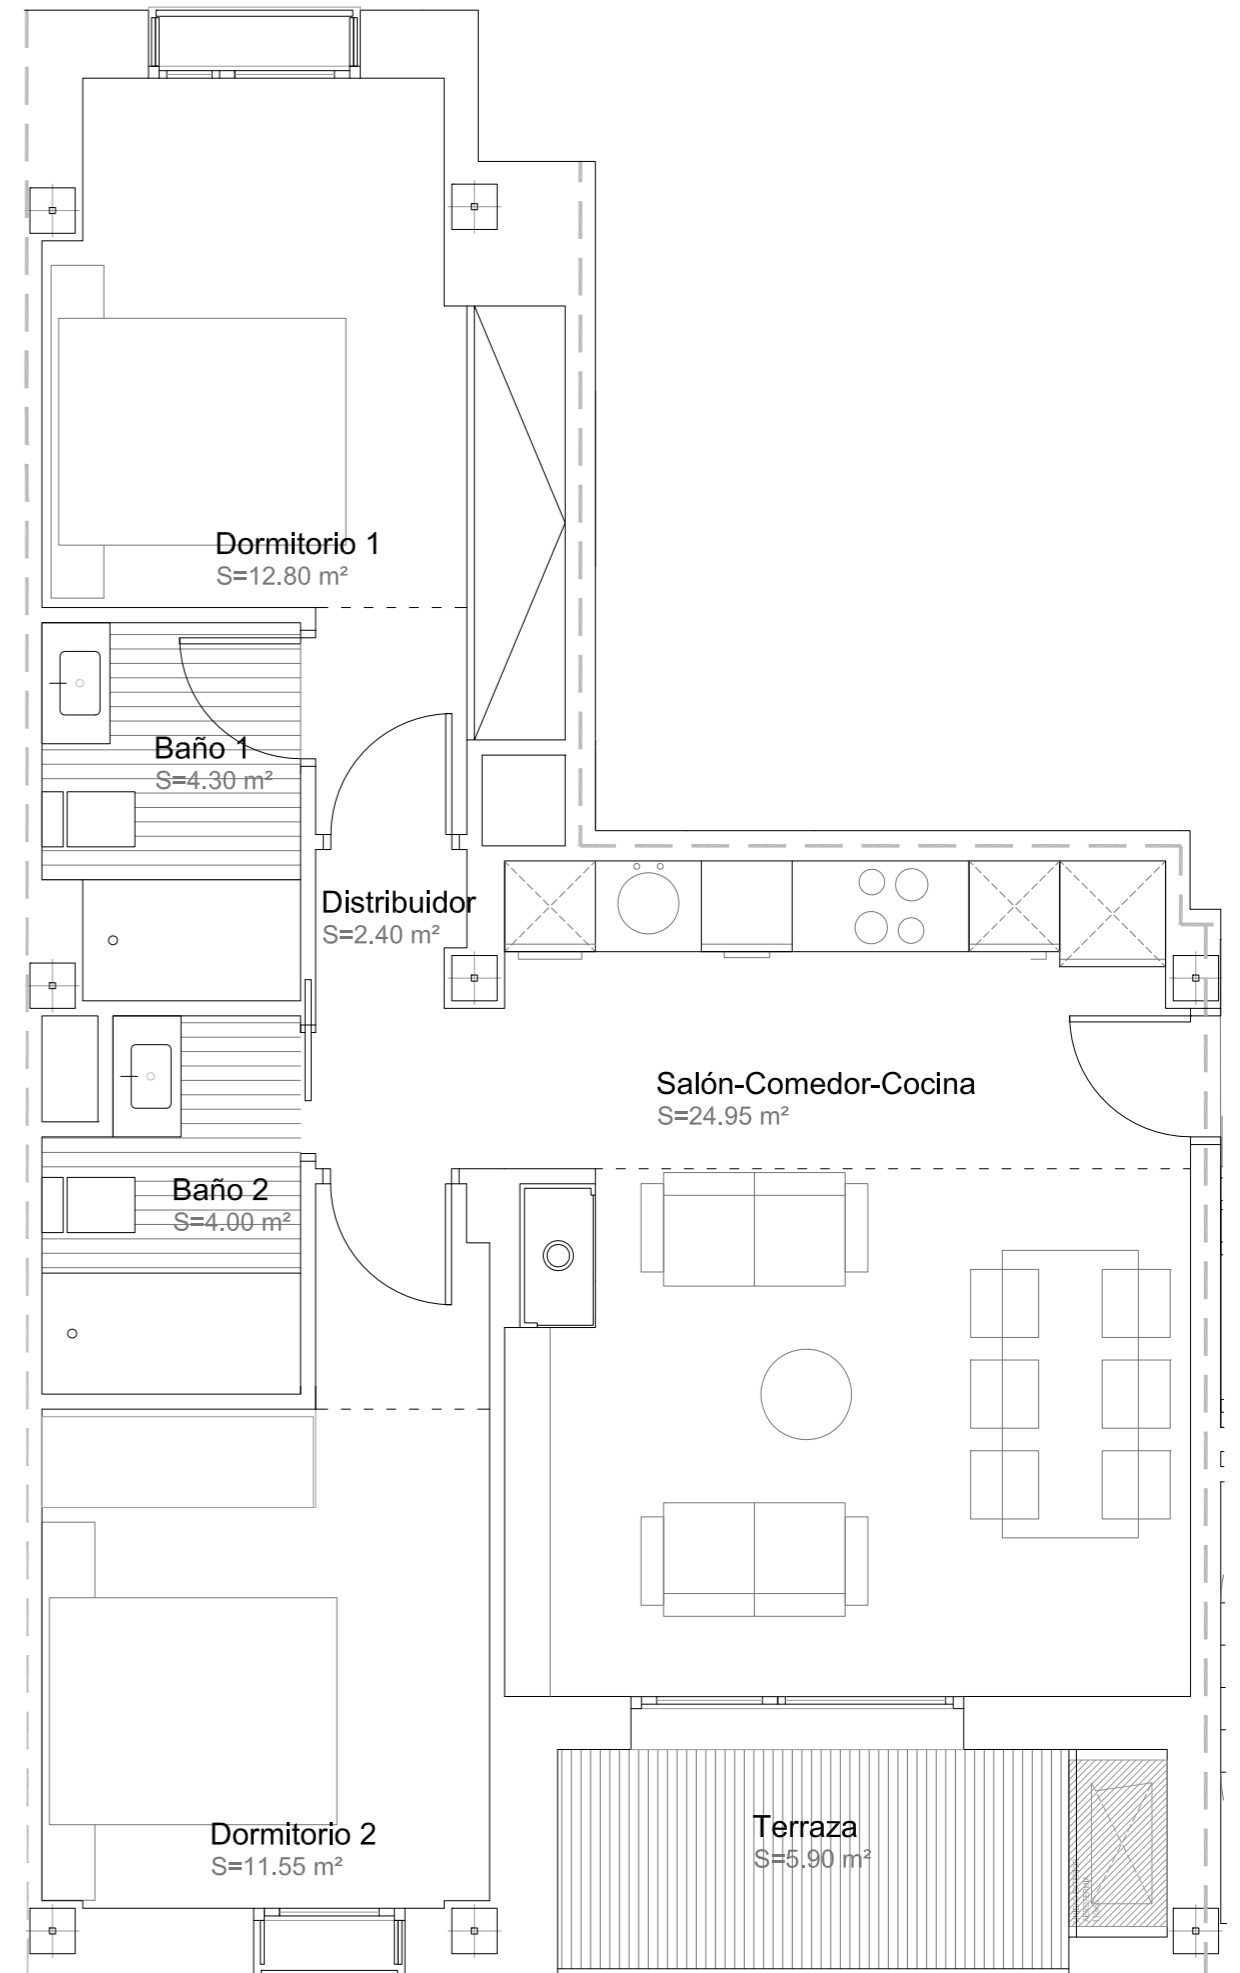 Dormitorio 1
S=12.80 m²
Baño 1
S=4.30 m²
Distribuidor
S=2.40 m²
Salón-Comedor-Cocina
S=24.95 m²
Baño 2
S=4.00 m²
Dormitorio 2
S=11.55 m²
Terraza
S=5.90 m²